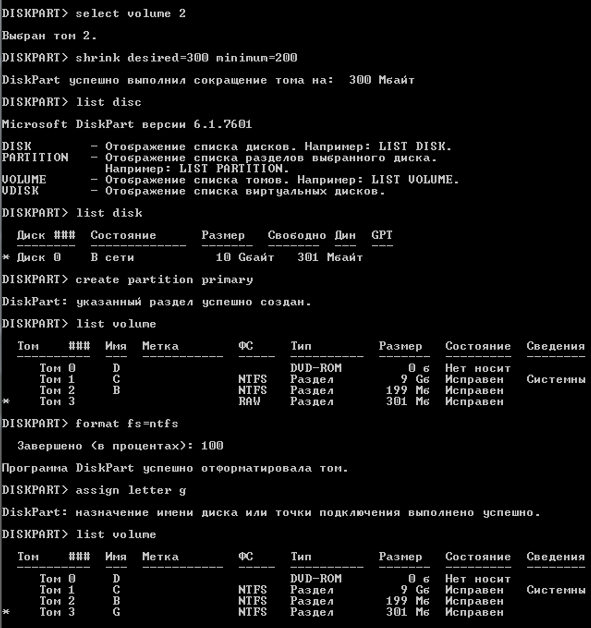 DISKPART> select volume 2
Выбран том 2.
DISKPART> shrink desired=300 minimum=200
DiskPart успешно выполнил сокращение тома на:  300 Мбайт
DISKPART> list disc
Microsoft DiskPart версии 6.1.7601
DISK        - Отображение списка дисков. Например: LIST DISK.
PARTITION   - Отображение списка разделов выбранного диска.
              Например: LIST PARTITION.
VOLUME      - Отображение списка томов. Например: LIST VOLUME.
VDISK       - Отображение списка виртуальных дисков.
DISKPART> list disk
  Диск ###  Состояние      Размер   Свободно  Дин  GPT
  --------  -------------  -------  --------  ---  ---
* Диск 0    В сети           10 Gбайт   301 Mбайт
DISKPART> create partition primary
DiskPart: указанный раздел успешно создан.
DISKPART> list volume
  Том    ###  Имя  Метка        ФС     Тип         Размер   Состояние  Сведения
  ----------  ---  -----------  -----  ----------  -------  ---------  --------
     Том 0     D                       DVD-ROM         0 б  Нет носит
     Том 1     C                NTFS   Раздел          9 Gб  Исправен   Системны
     Том 2     B                NTFS   Раздел        199 Mб  Исправен
*    Том 3                      RAW    Раздел        301 Mб  Исправен
DISKPART> format fs=ntfs
  Завершено (в процентах): 100
Программа DiskPart успешно отформатировала том.
DISKPART> assign letter g
DiskPart: назначение имени диска или точки подключения выполнено успешно.
DISKPART> list volume
  Том    ###  Имя  Метка        ФС     Тип         Размер   Состояние  Сведения
  ----------  ---  -----------  -----  ----------  -------  ---------  --------
     Том 0     D                       DVD-ROM         0 б  Нет носит
     Том 1     C                NTFS   Раздел          9 Gб  Исправен   Системны
     Том 2     B                NTFS   Раздел        199 Mб  Исправен
*    Том 3     G                NTFS   Раздел        301 Mб  Исправен